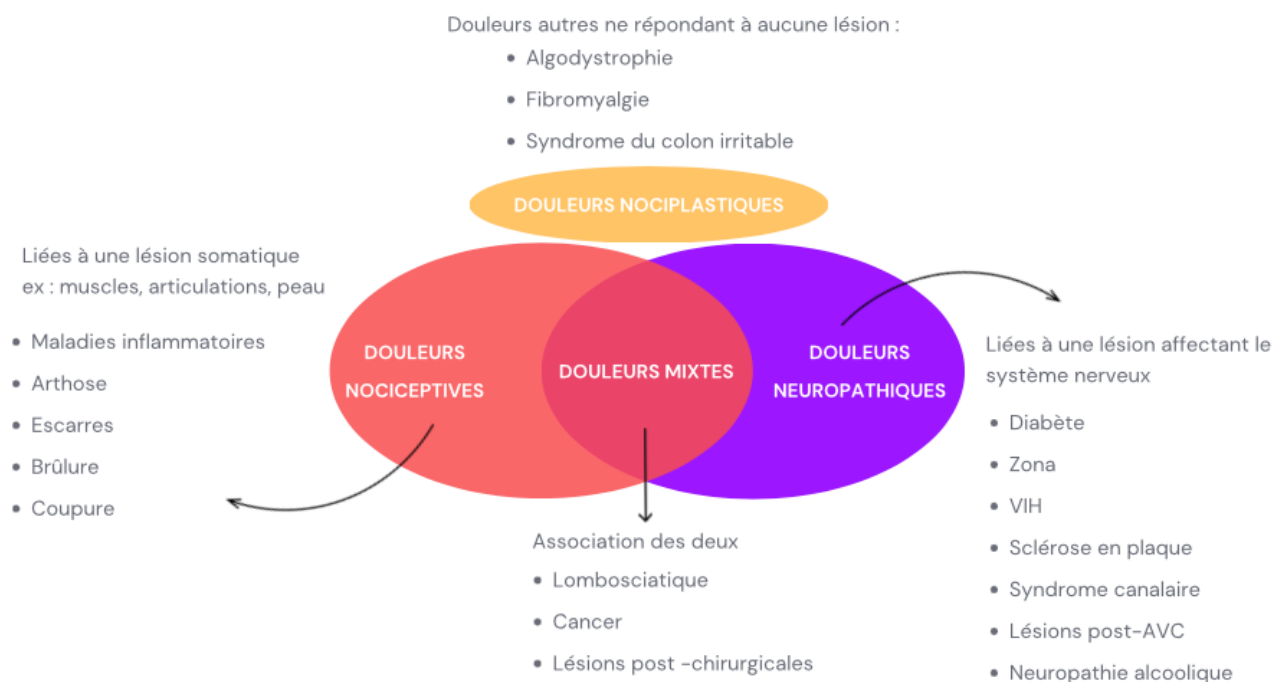 Douleurs autres ne répondant à aucune lésion :
• Algodystrophie
• Fibromyalgie
• Syndrome du colon irritable
DOULEURS NOCIPLASTIQUES
Liées à une lésion somatique
ex : muscles, articulations, peau
• Maladies inflammatoires
• Arthose
• Escarres
• Brûlure
• Coupure
DOULEURS
NOCICEPTIVES
DOULEURS MIXTES
DOULEURS
NEUROPATHIQUES
Liées à une lésion affectant le
système nerveux
• Diabète
• Zona
• VIH
• Sclérose en plaque
• Syndrome canalaire
• Lésions post-AVC
• Neuropathie alcoolique
Association des deux
• Lombosciatique
• Cancer
• Lésions post -chirurgicales